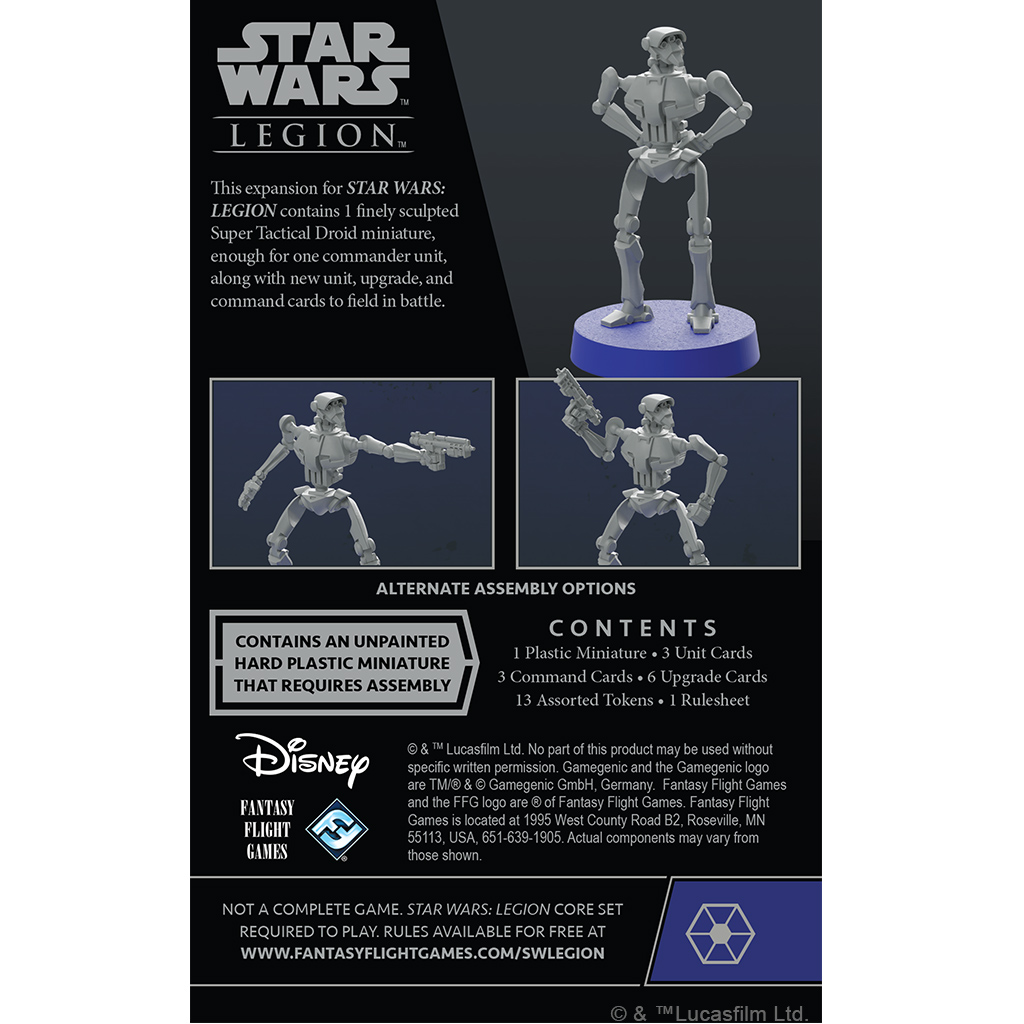 STAR
WARS™
LEGION™
This expansion for STAR WARS:
LEGION contains 1 finely sculpted
Super Tactical Droid miniature,
enough for one commander unit,
along with new unit, upgrade, and
command cards to field in battle.
ALTERNATE ASSEMBLY OPTIONS
CONTAINS AN UNPAINTED
HARD PLASTIC MINIATURE
THAT REQUIRES ASSEMBLY
CONTENTS
1 Plastic Miniature • 3 Unit Cards
3 Command Cards • 6 Upgrade Cards
13 Assorted Tokens • 1 Rulesheet
Disney
FANTASY
FLIGHT
GAMES
®
© & ™ Lucasfilm Ltd. No part of this product may be used without
specific written permission. Gamegenic and the Gamegenic logo
are TM/® & © Gamegenic GmbH, Germany. Fantasy Flight Games
and the FFG logo are ® of Fantasy Flight Games. Fantasy Flight
Games is located at 1995 West County Road B2, Roseville, MN
55113, USA, 651-639-1905. Actual components may vary from
those shown.
NOT A COMPLETE GAME. STAR WARS: LEGION CORE SET
REQUIRED TO PLAY. RULES AVAILABLE FOR FREE AT
WWW.FANTASYFLIGHTGAMES.COM/SWLEGION
© & ™Lucasfilm Ltd.